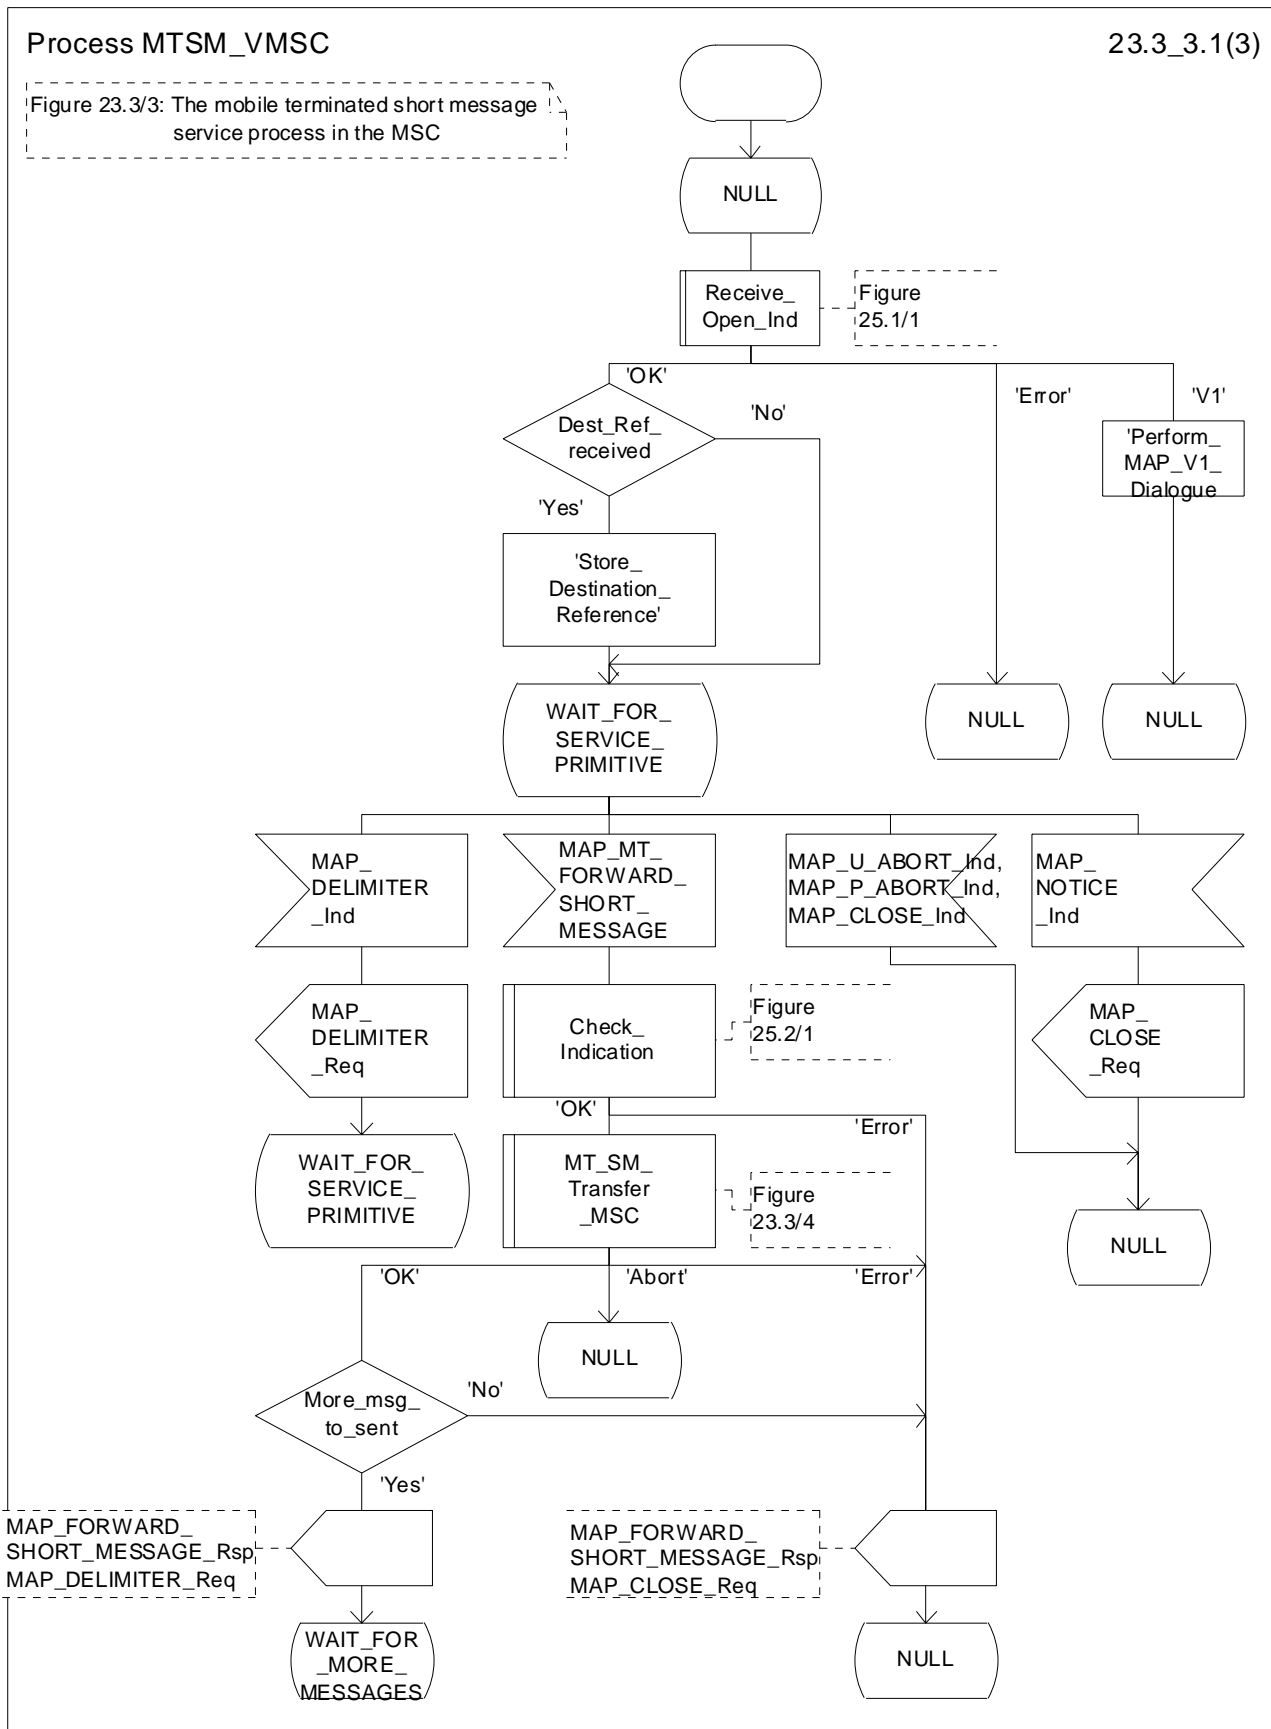 Process MTSM_VMSC
23.3_3.1(3)
Figure 23.3/3: The mobile terminated short message
service process in the MSC
NULL
Receive_
Open_Ind
Figure
25.1/1
'OK'
'No'
'Error'
'V1'
Dest_Ref_
received
'Perform_
MAP_V1_
Dialogue
'Yes'
'Store_
Destination_
Reference'
WAIT_FOR_
SERVICE_
PRIMITIVE
NULL
NULL
MAP_
DELIMITER
_Ind
MAP_MT_
FORWARD_
SHORT_
MESSAGE
MAP_U_ABORT_Ind,
MAP_P_ABORT_Ind,
MAP_CLOSE_Ind
MAP_
NOTICE
_Ind
MAP_
DELIMITER
_Req
Check_
Indication
Figure
25.2/1
MAP_
CLOSE
_Req
'OK'
'Error'
WAIT_FOR_
SERVICE_
PRIMITIVE
MT_SM_
Transfer
_MSC
Figure
23.3/4
NULL
'OK'
'Abort'
'Error'
NULL
More_msg_
to_sent
'No'
'Yes'
MAP_FORWARD_
SHORT_MESSAGE_Rsp
MAP_DELIMITER_Req
MAP_FORWARD_
SHORT_MESSAGE_Rsp
MAP_CLOSE_Req
WAIT_FOR
_MORE_
MESSAGES
NULL